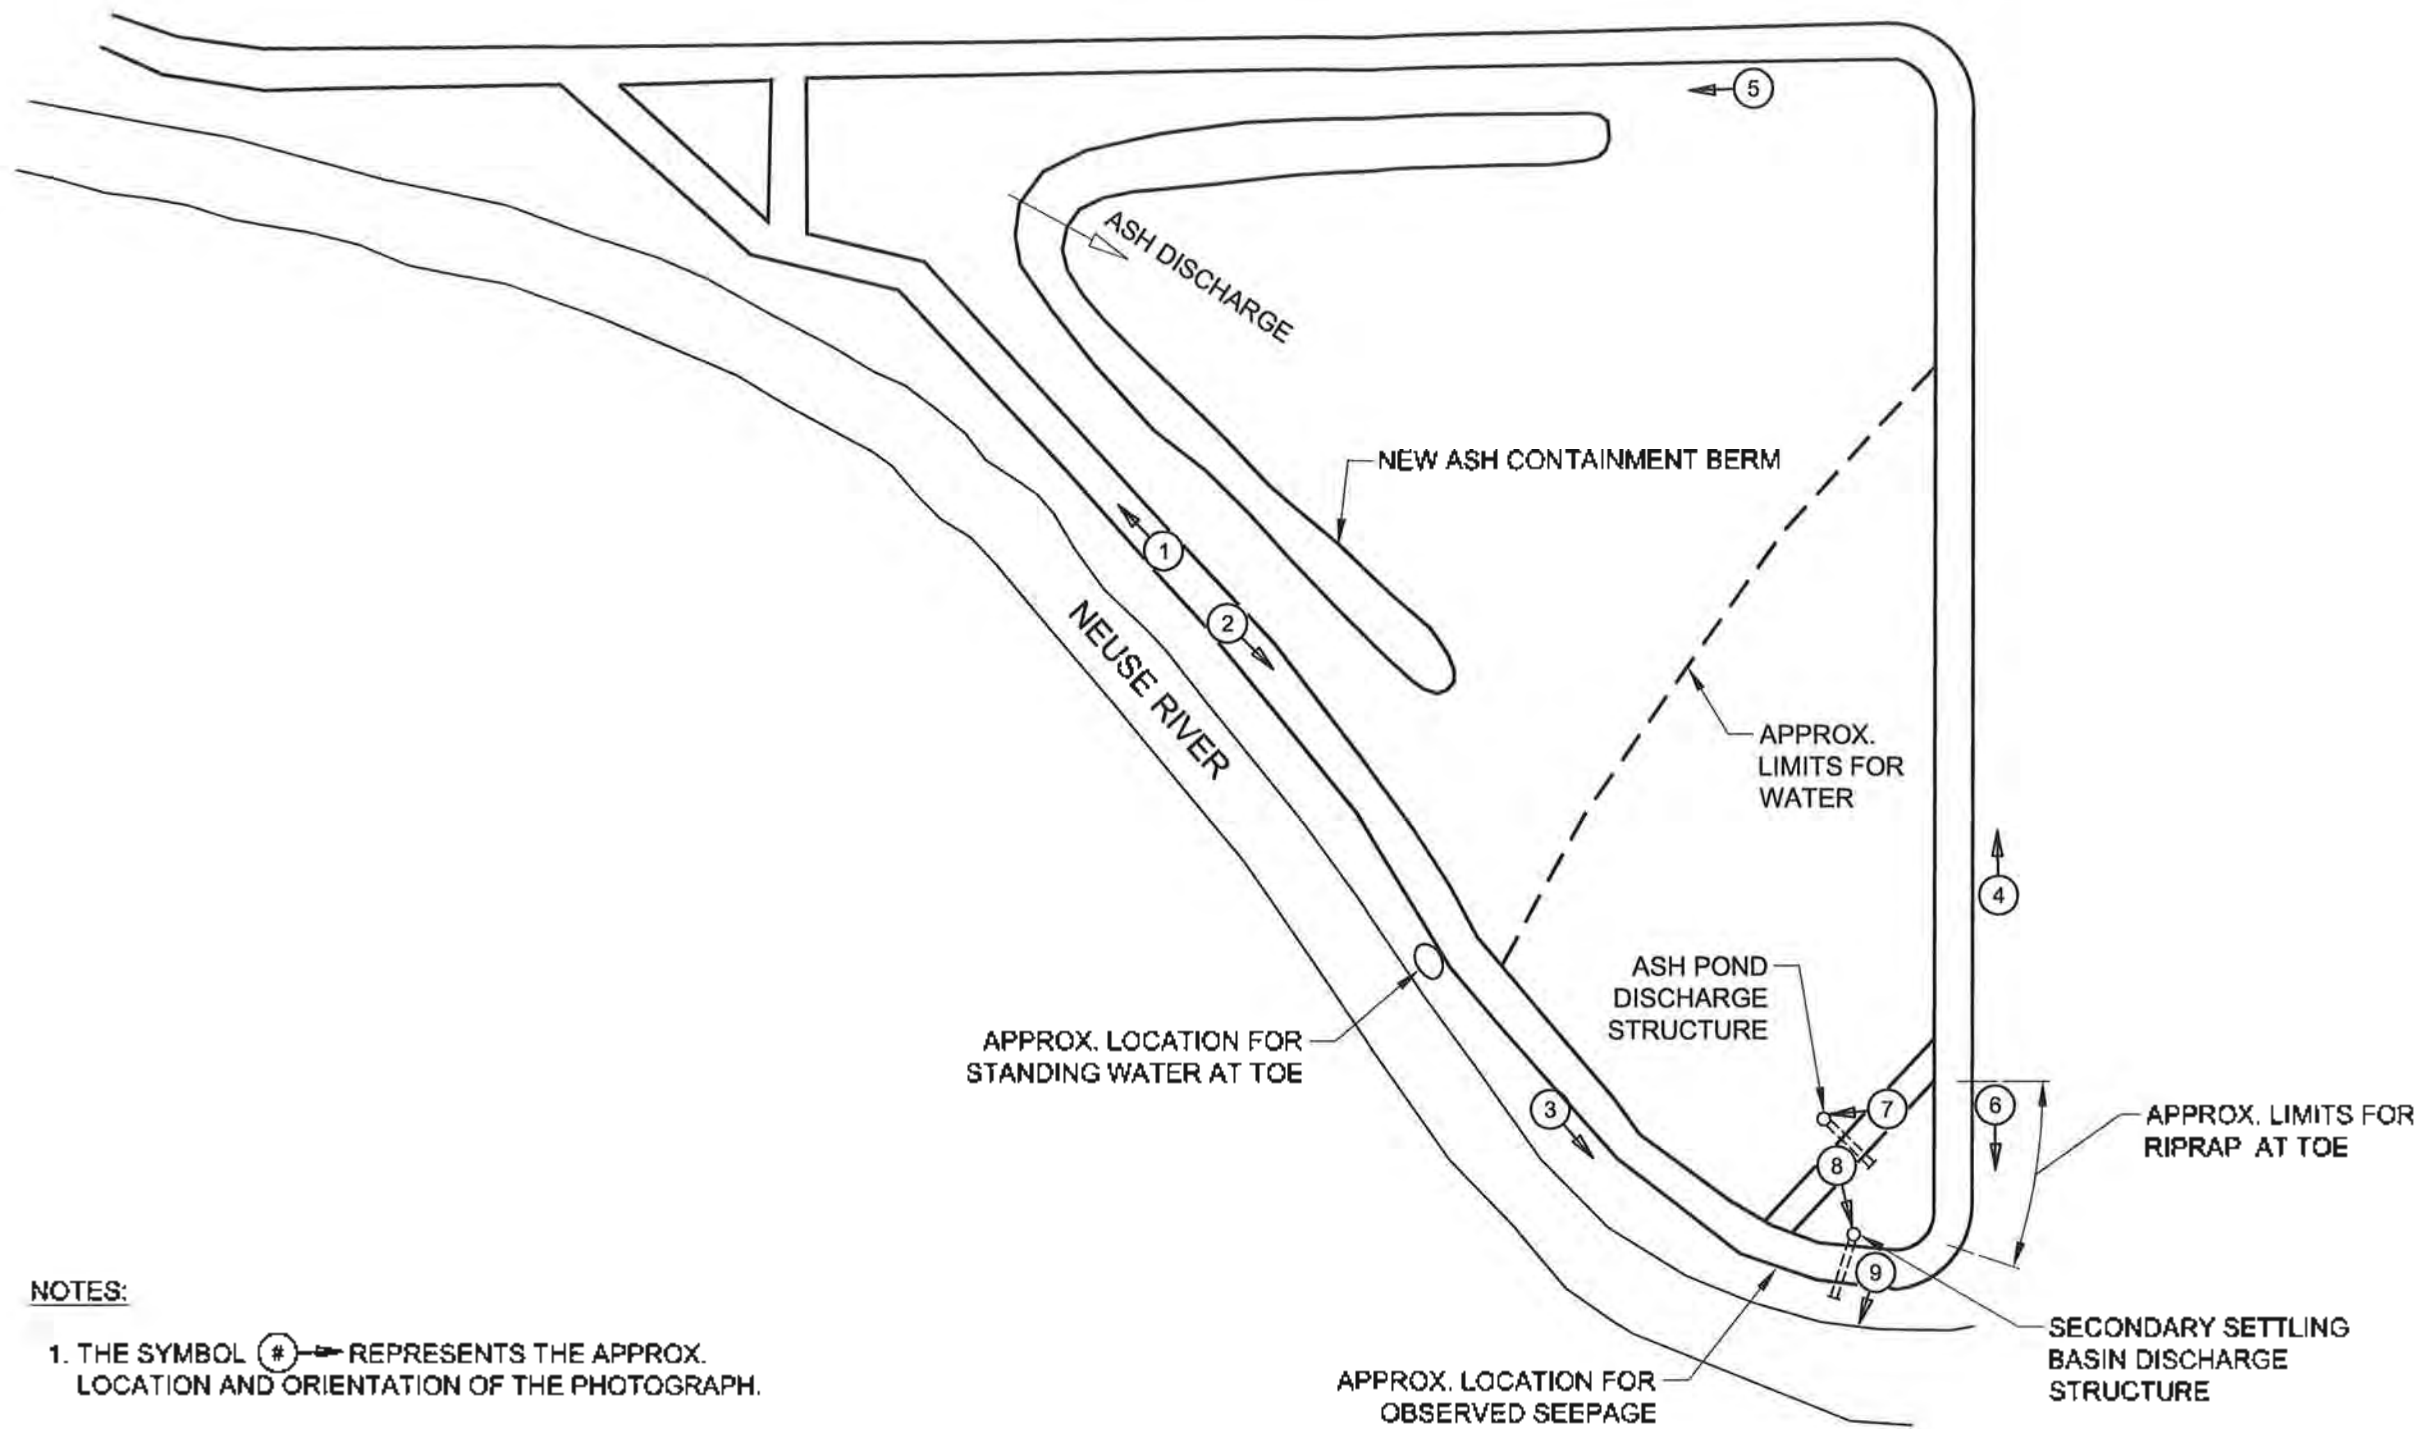 5
ASH DISCHARGE
NEW ASH CONTAINMENT BERM
1
2
NEUSE RIVER
APPROX.
LIMITS FOR
WATER
4
ASH POND
DISCHARGE
STRUCTURE
APPROX. LOCATION FOR
STANDING WATER AT TOE
3
7
6
APPROX. LIMITS FOR
RIPRAP AT TOE
8
9
SECONDARY SETTLING
BASIN DISCHARGE
STRUCTURE
APPROX. LOCATION FOR
OBSERVED SEEPAGE
NOTES:
1. THE SYMBOL # REPRESENTS THE APPROX.
LOCATION AND ORIENTATION OF THE PHOTOGRAPH.